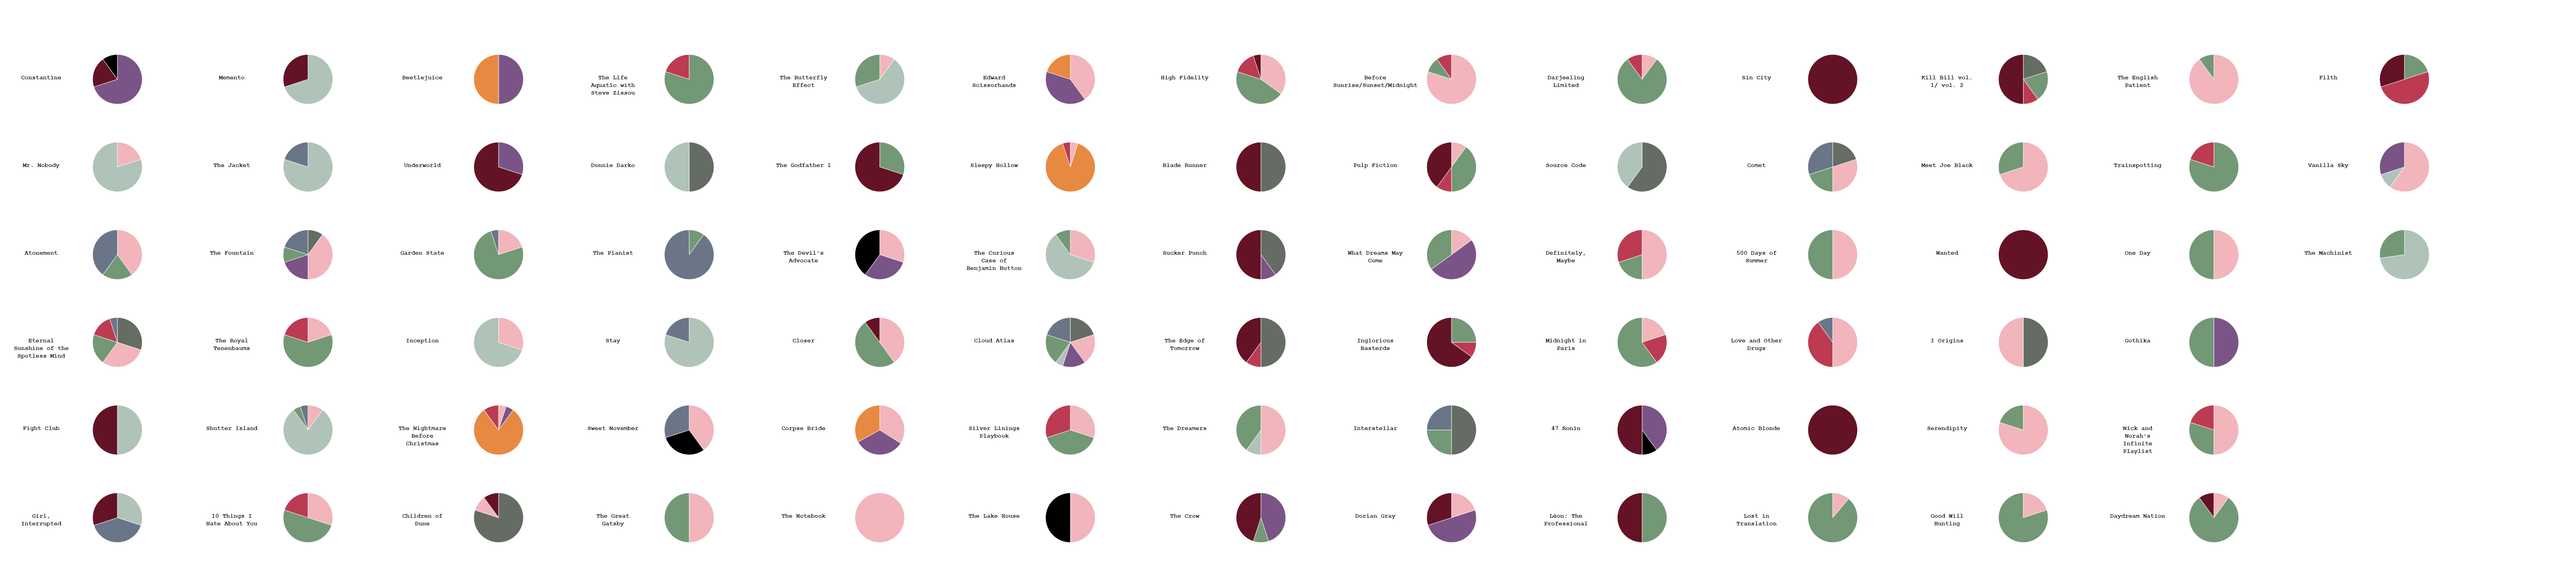 Constantine
Memento
Beetlejuice
The Life
Aquatic with
Steve Zissou
The Butterfly
Effect
Edward
Scissorhands
High Fidelity
Before
Sunrise/Sunset/Midnight
Darjeeling
Limited
Sin City
Kill Bill vol.
1/ vol. 2
The English
Patient
Filth
Mr. Nobody
The Jacket
Underworld
Donnie Darko
The Godfather I
Sleepy Hollow
Blade Runner
Pulp Fiction
Source Code
Comet
Meet Joe Black
Trainspotting
Vanilla Sky
Atonement
The Fountain
Garden State
The Pianist
The Devil's
Advocate
The Curious
Case of
Benjamin Button
Sucker Punch
What Dreams May
Come
Definitely,
Maybe
500 Days of
Summer
Wanted
One Day
The Machinist
Eternal
Sunshine of the
Spotless Mind
The Royal
Tenenbaums
Inception
Stay
Closer
Cloud Atlas
The Edge of
Tomorrow
Inglorious
Basterds
Midnight in
Paris
Love and Other
Drugs
I Origins
Gothika
Fight Club
Shutter Island
The Nightmare
Before
Christmas
Sweet November
Corpse Bride
Silver Linings
Playbook
The Dreamers
Interstellar
47 Ronin
Atomic Blonde
Serendipity
Nick and
Norah's
Infinite
Playlist
Girl,
Interrupted
10 Things I
Hate About You
Children of
Dune
The Great
Gatsby
The Notebook
The Lake House
The Crow
Dorian Gray
Léon: The
Professional
Lost in
Translation
Good Will
Hunting
Daydream Nation